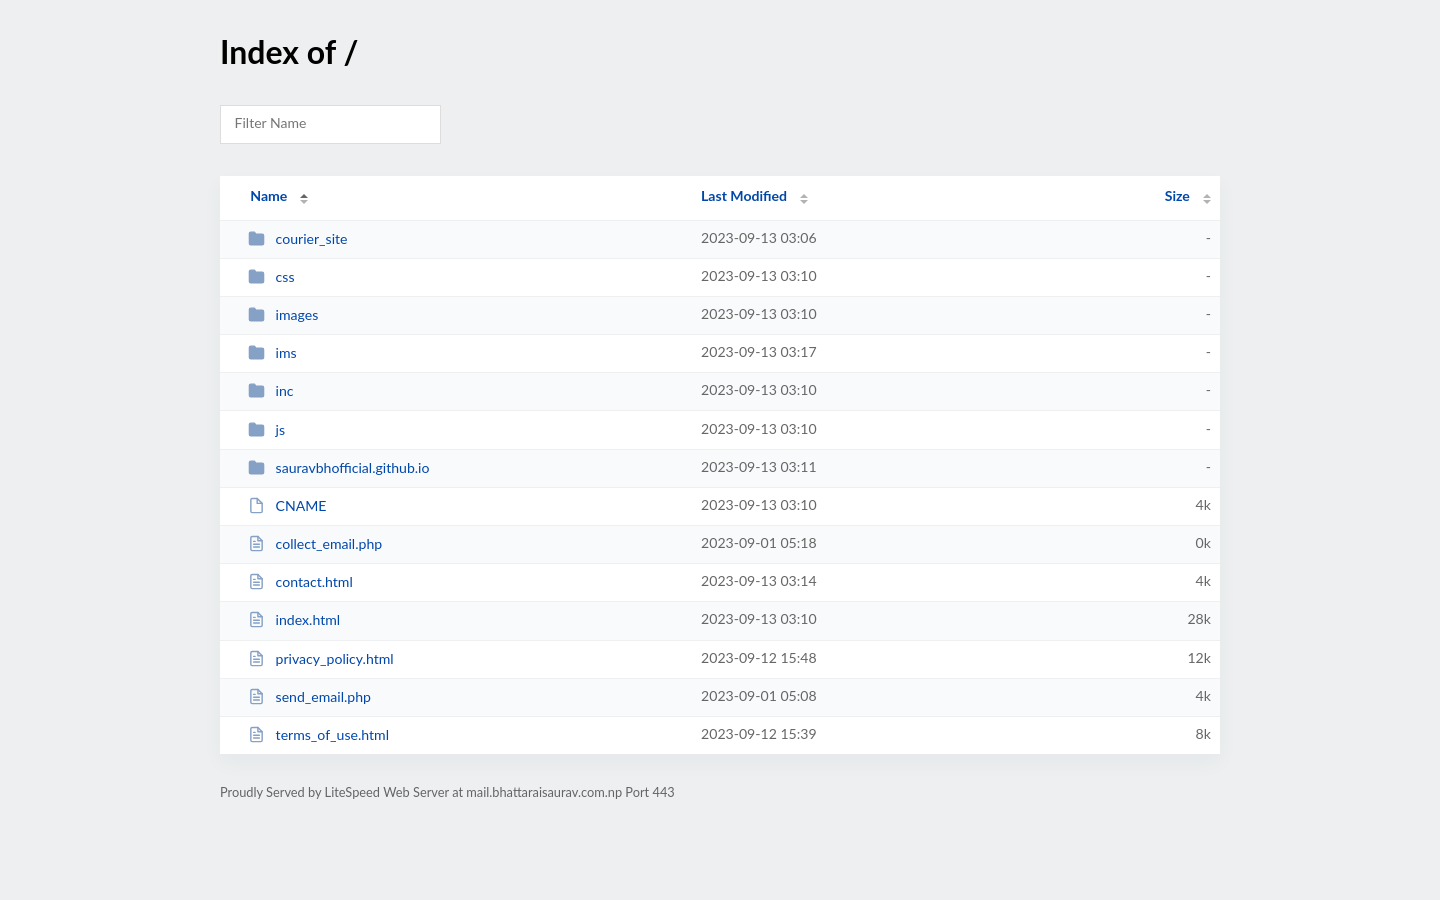 Index of /
Filter Name
Name Last Modified Size
courier_site 2023-09-13 03:06 -
css 2023-09-13 03:10 -
images 2023-09-13 03:10 -
ims 2023-09-13 03:17 -
inc 2023-09-13 03:10 -
js 2023-09-13 03:10 -
sauravbhofficial.github.io 2023-09-13 03:11 -
CNAME 2023-09-13 03:10 4k
collect_email.php 2023-09-01 05:18 0k
contact.html 2023-09-13 03:14 4k
index.html 2023-09-13 03:10 28k
privacy_policy.html 2023-09-12 15:48 12k
send_email.php 2023-09-01 05:08 4k
terms_of_use.html 2023-09-12 15:39 8k
Proudly Served by LiteSpeed Web Server at mail.bhattaraisaurav.com.np Port 443